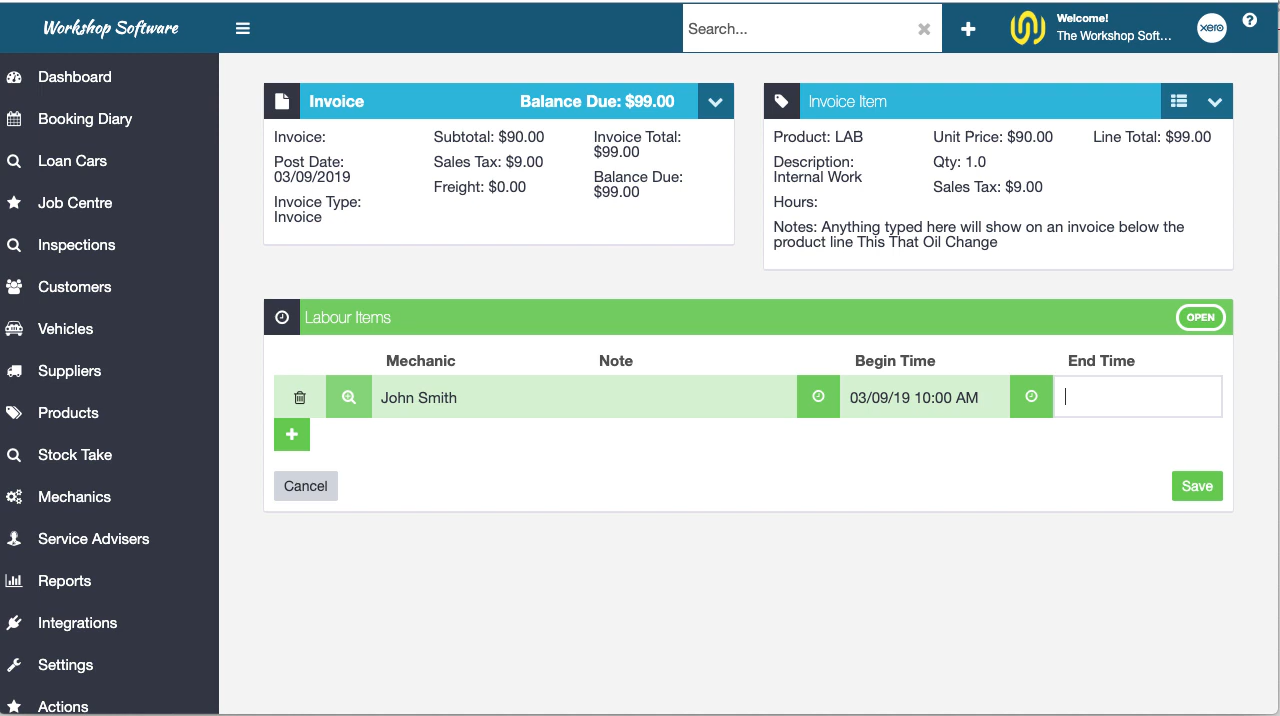 Workshop Software
Search...
Welcome!
The Workshop Soft...
xero
Dashboard
Booking Diary
Loan Cars
Job Centre
Inspections
Customers
Vehicles
Suppliers
Products
Stock Take
Mechanics
Service Advisers
Reports
Integrations
Settings
Actions
Invoice
Balance Due: $99.00
Invoice:
Post Date:
03/09/2019
Invoice Type:
Invoice
Subtotal: $90.00
Sales Tax: $9.00
Freight: $0.00
Invoice Total:
$99.00
Balance Due:
$99.00
Invoice Item
Product: LAB
Description:
Internal Work
Hours:
Unit Price: $90.00
Qty: 1.0
Sales Tax: $9.00
Line Total: $99.00
Notes: Anything typed here will show on an invoice below the
product line This That Oil Change
Labour Items
OPEN
Mechanic Note Begin Time End Time
John Smith 03/09/19 10:00 AM
Cancel
Save